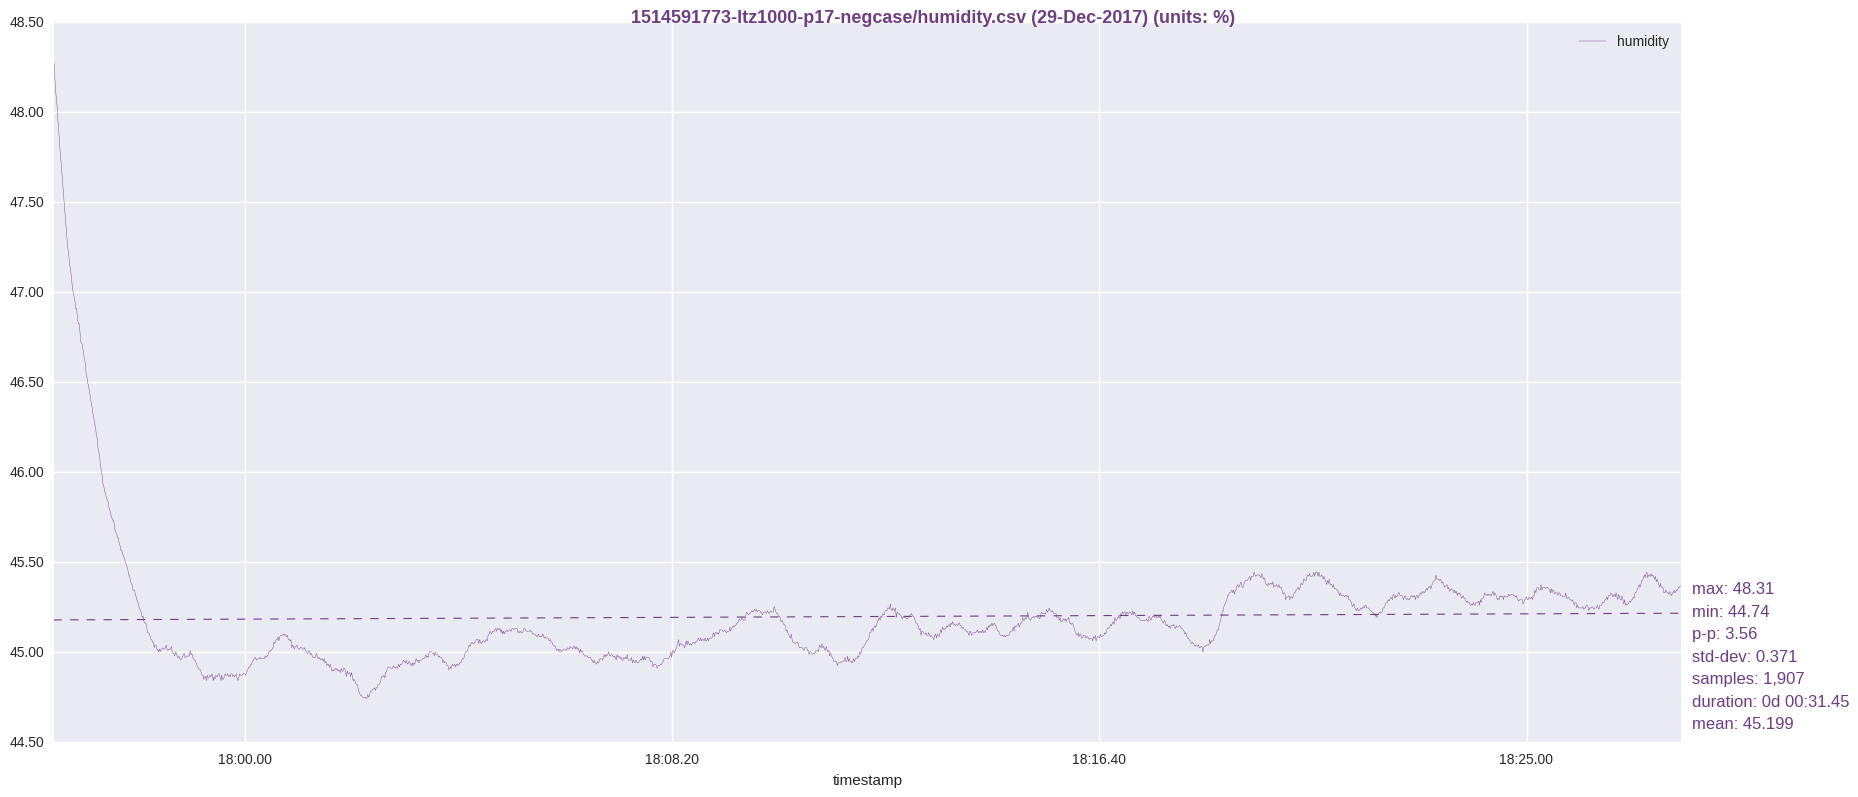 1514591773-ltz1000-p17-negcase/humidity.csv (29-Dec-2017) (units: %)
humidity
48.50
48.00
47.50
47.00
46.50
46.00
45.50
45.00
44.50
max: 48.31
min: 44.74
p-p: 3.56
std-dev: 0.371
samples: 1,907
duration: 0d 00:31.45
mean: 45.199
18:00.00 18:08.20 18:16.40 18:25.00
timestamp